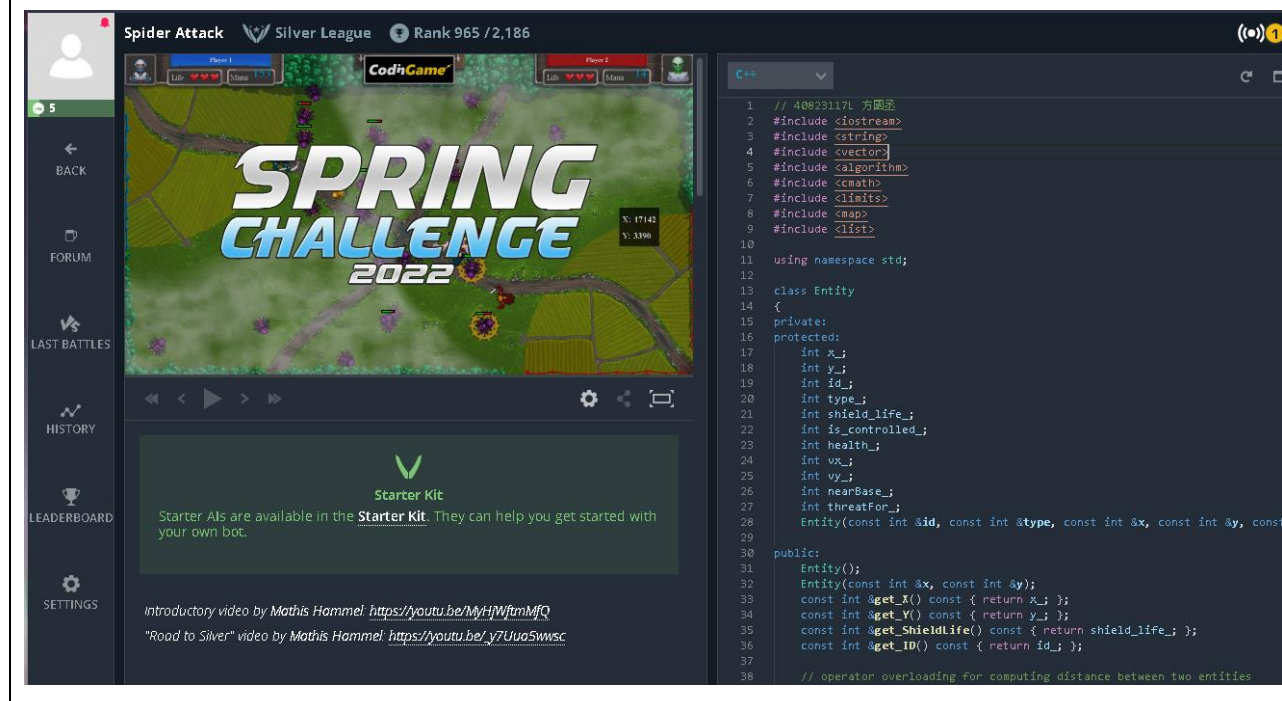 Spider Attack Silver League Rank 965 / 2,186
1
5
BACK
FORUM
LAST BATTLES
HISTORY
LEADERBOARD
SETTINGS
Player 1
Life
Mana
CodinGame
Player 2
Life
Mana
SPRING
CHALLENGE
2022
X: 17142
Y: 3390
Starter Kit
Starter AIs are available in the Starter Kit. They can help you get started with
your own bot.
Introductory video by Mathis Hammel: https://youtu.be/MyHjWftmMfQ
"Road to Silver" video by Mathis Hammel: https://youtu.be/_y7Uua5wwsc
C++
1 // 40823117L 方國丞
2 #include <iostream>
3 #include <string>
4 #include <vector>
5 #include <algorithm>
6 #include <cmath>
7 #include <limits>
8 #include <map>
9 #include <list>
10
11 using namespace std;
12
13 class Entity
14 {
15 private:
16 protected:
17 int x_;
18 int y_;
19 int id_;
20 int type_;
21 int shield_life_;
22 int is_controlled_;
23 int health_;
24 int vx_;
25 int vy_;
26 int nearBase_;
27 int threatFor_;
28 Entity(const int &id, const int &type, const int &x, const int &y, const
29
30 public:
31 Entity();
32 Entity(const int &x, const int &y);
33 const int &get_X() const { return x_; };
34 const int &get_Y() const { return y_; };
35 const int &get_ShieldLife() const { return shield_life_; };
36 const int &get_ID() const { return id_; };
37
38 // operator overloading for computing distance between two entities